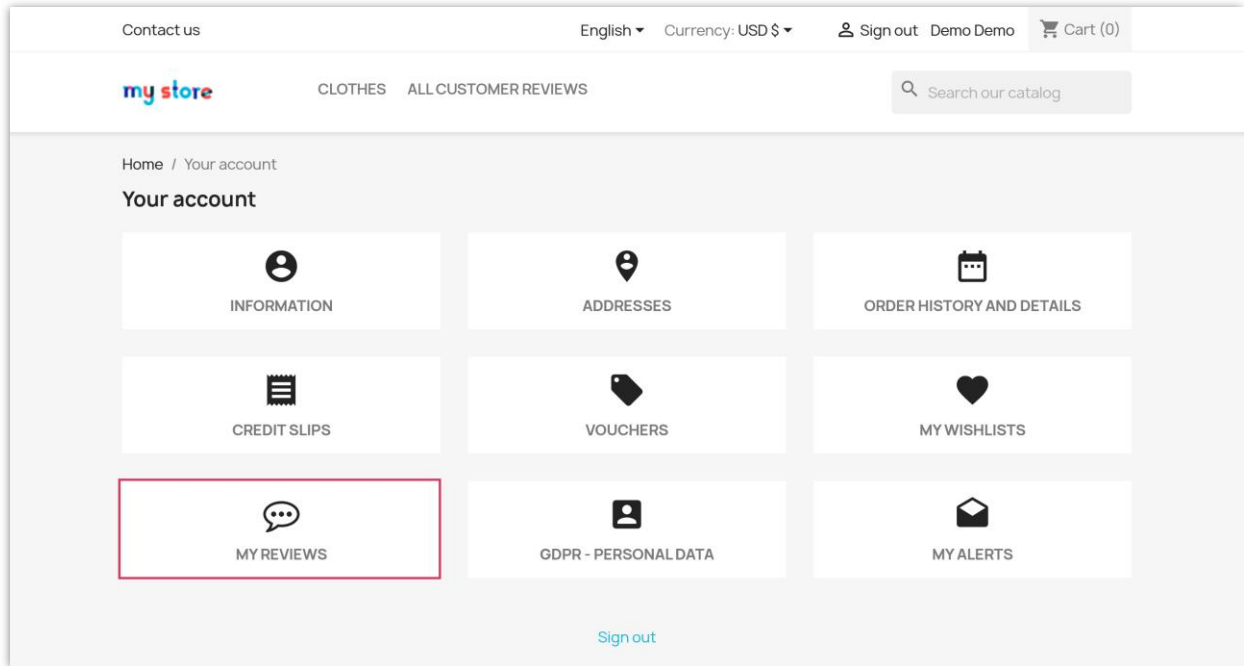 Contact us English Currency: USD $ Sign out Demo Demo Cart (0)
my store CLOTHES ALL CUSTOMER REVIEWS Search our catalog
Home / Your account
Your account
INFORMATION ADDRESSES ORDER HISTORY AND DETAILS
CREDIT SLIPS VOUCHERS MY WISHLISTS
MY REVIEWS GDPR - PERSONAL DATA MY ALERTS
Sign out